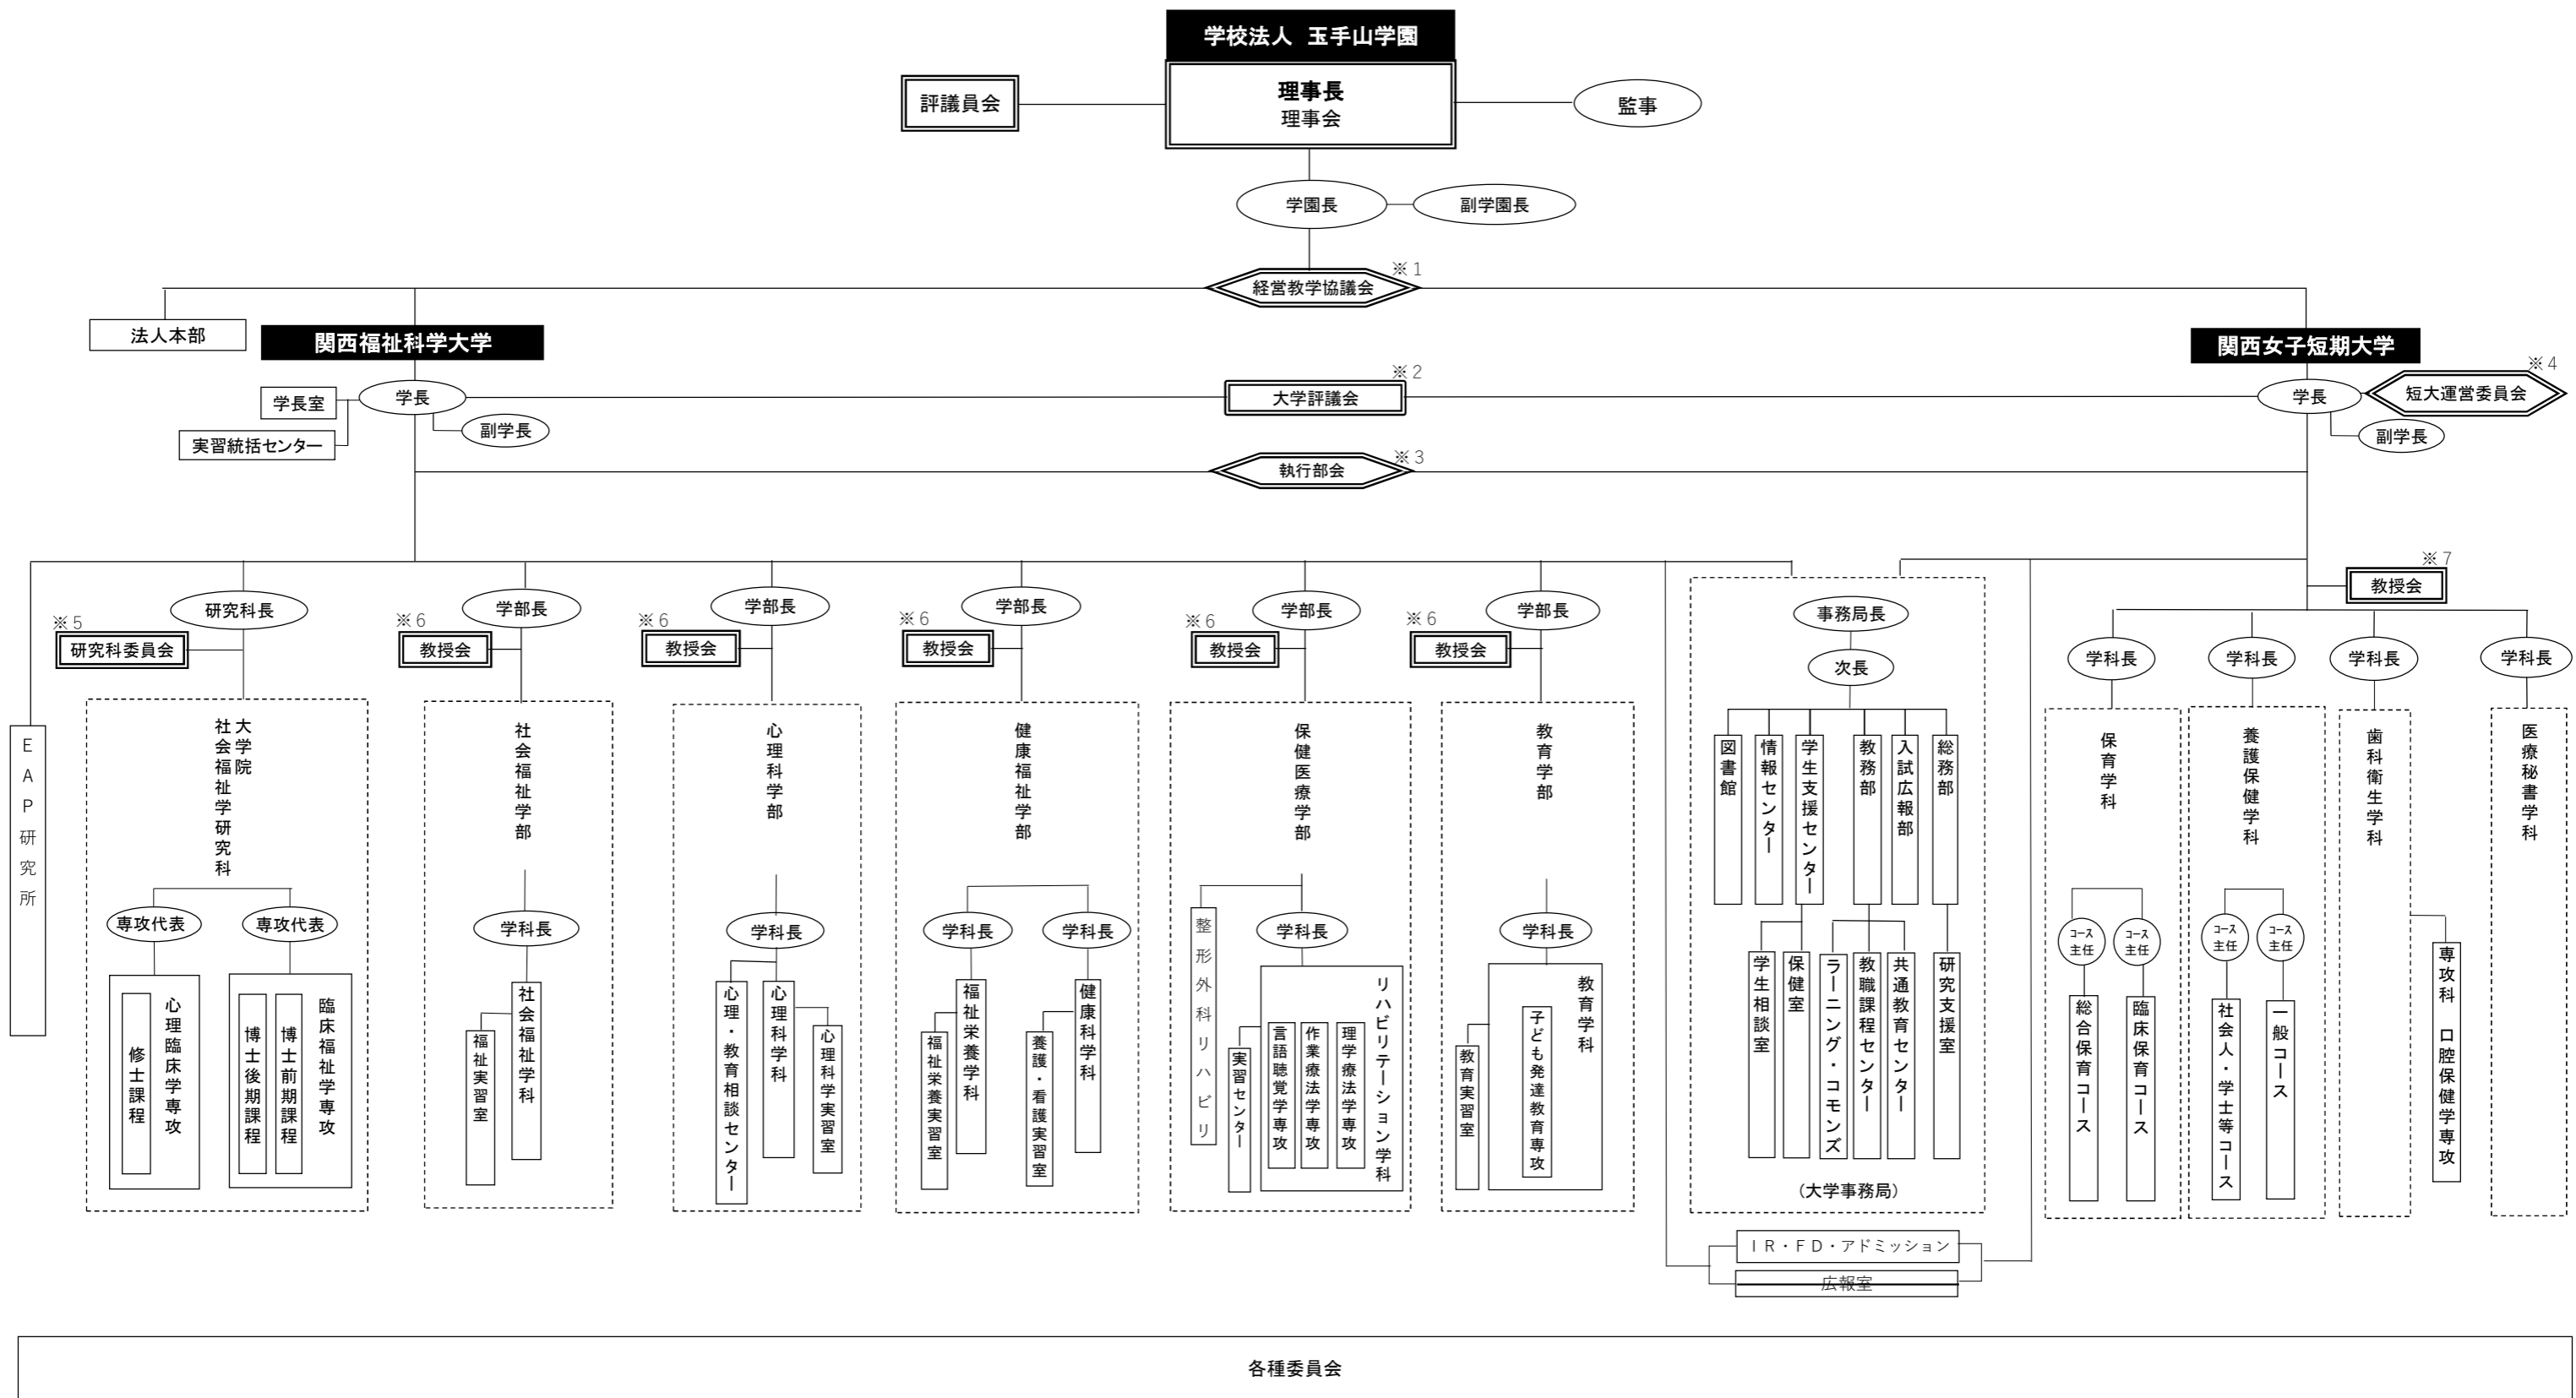 学校法人 玉手山学園
評議員会
理事長
理事会
監事
学園長
副学園長
※1
経営教学協議会
法人本部
関西福祉科学大学
関西女子短期大学
※2
※4
学長室
学長
大学評議会
学長
短大運営委員会
実習統括センター
副学長
副学長
※3
執行部会
※7
教授会
※5
研究科長
研究科委員会
※6
学部長
教授会
※6
学部長
教授会
※6
学部長
教授会
※6
学部長
教授会
※6
学部長
教授会
事務局長
次長
学科長
学科長
学科長
学科長
EAP研究所
大学院
社会福祉学研究科
専攻代表
専攻代表
心理臨床学専攻
修士課程
臨床福祉学専攻
博士前期課程
博士後期課程
社会福祉学部
学科長
社会福祉学科
福祉実習室
心理科学部
学科長
心理・教育相談センター
心理科学科
心理科学実習室
健康福祉学部
学科長
学科長
福祉栄養学科
福祉栄養実習室
健康科学科
養護・看護実習室
保健医療学部
整形外科リハビリ
学科長
リハビリテーション学科
理学療法学専攻
作業療法学専攻
言語聴覚学専攻
実習センター
教育学部
学科長
教育学科
子ども発達教育専攻
教育実習室
図書館
情報センター
学生支援センター
教務部
入試広報部
総務部
学生相談室
保健室
ラーニング・コモンズ
教職課程センター
共通教育センター
研究支援室
(大学事務局)
IR・FD・アドミッション
広報室
保育学科
コース
主任
コース
主任
総合保育コース
臨床保育コース
養護保健学科
コース
主任
コース
主任
社会人・学士等コース
一般コース
歯科衛生学科
専攻科 口腔保健学専攻
医療秘書学科
各種委員会